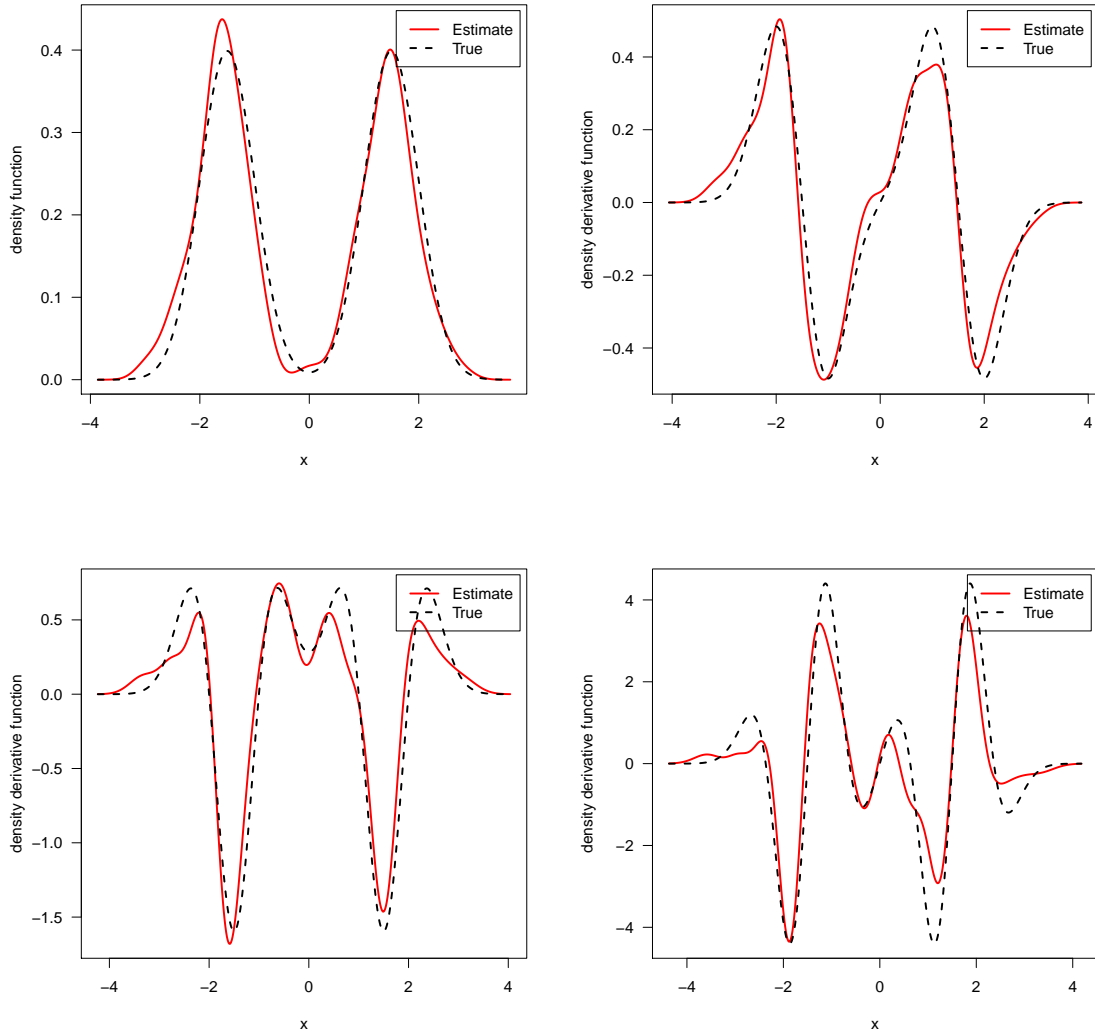 Estimate
True
density function
0.0
0.1
0.2
0.3
0.4
−4
−2
0
2
x
Estimate
True
density derivative function
−0.4
−0.2
0.0
0.2
0.4
−4
−2
0
2
4
x
Estimate
True
density derivative function
−1.5
−1.0
−0.5
0.0
0.5
−4
−2
0
2
4
x
Estimate
True
density derivative function
−4
−2
0
2
4
−4
−2
0
2
4
x